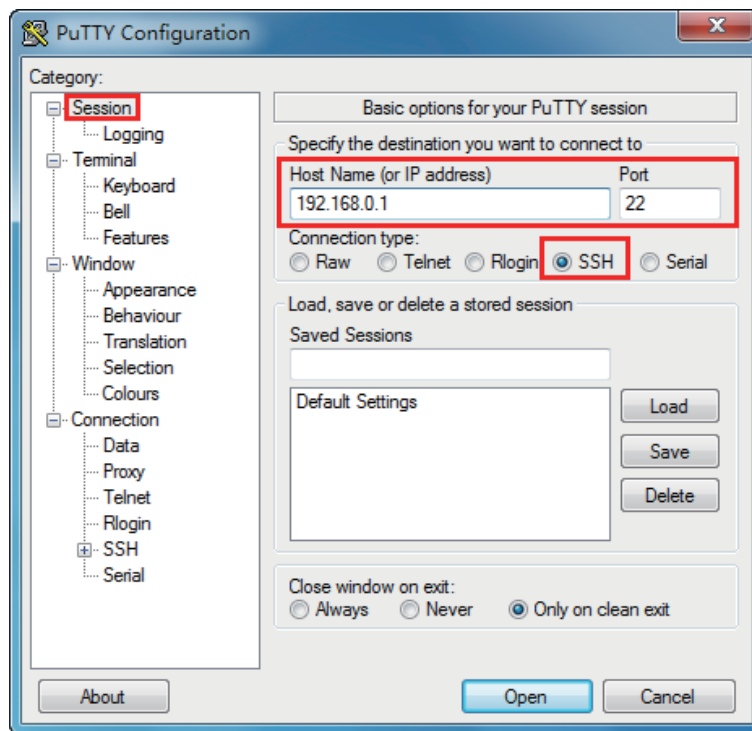 PuTTY Configuration
Category:
Session
Logging
Terminal
Keyboard
Bell
Features
Window
Appearance
Behaviour
Translation
Selection
Colours
Connection
Data
Proxy
Telnet
Rlogin
SSH
Serial
Basic options for your PuTTY session
Specify the destination you want to connect to
Host Name (or IP address) Port
192.168.0.1 22
Connection type:
Raw Telnet Rlogin SSH Serial
Load, save or delete a stored session
Saved Sessions
Default Settings
Load
Save
Delete
Close window on exit:
Always Never Only on clean exit
About Open Cancel